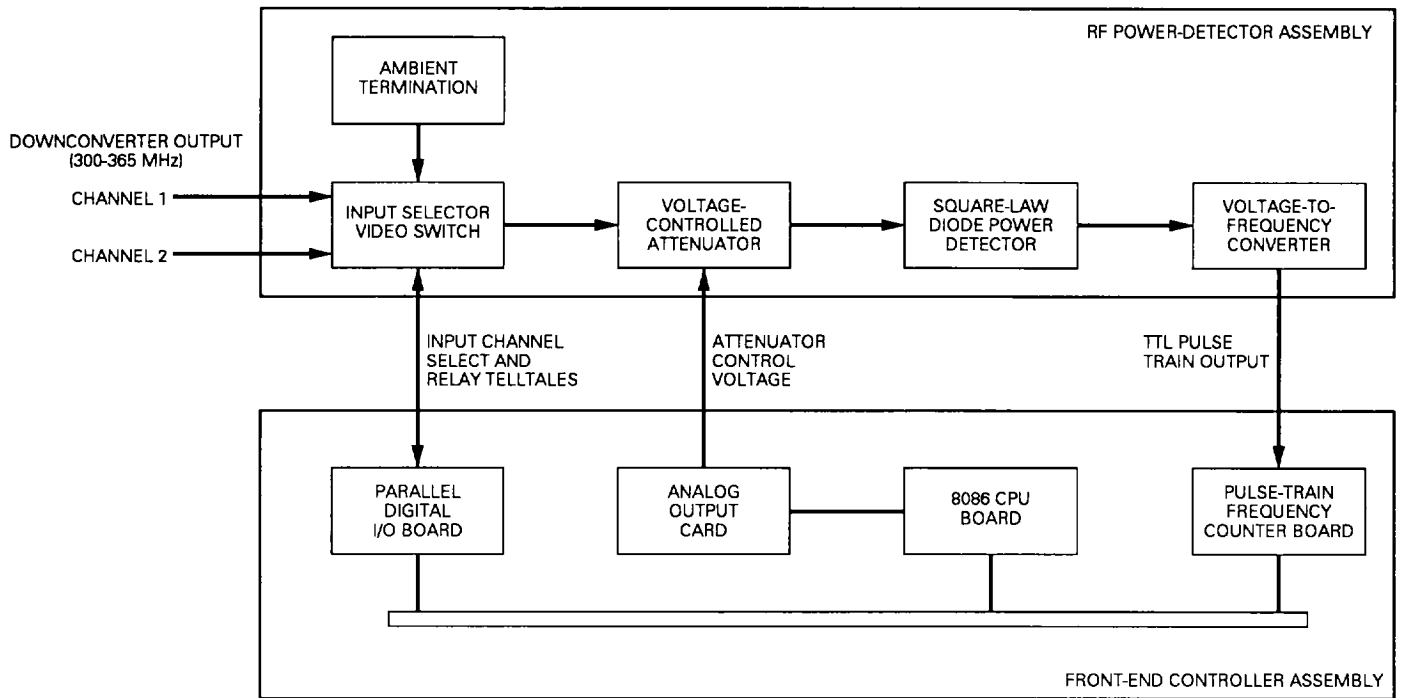 RF POWER-DETECTOR ASSEMBLY
AMBIENT
TERMINATION
DOWNCONVERTER OUTPUT
(300-365 MHz)
CHANNEL 1
CHANNEL 2
INPUT SELECTOR
VIDEO SWITCH
VOLTAGE-
CONTROLLED
ATTENUATOR
SQUARE-LAW
DIODE POWER
DETECTOR
VOLTAGE-TO-
FREQUENCY
CONVERTER
INPUT CHANNEL
SELECT AND
RELAY TELLTALES
ATTENUATOR
CONTROL
VOLTAGE
TTL PULSE
TRAIN OUTPUT
PARALLEL
DIGITAL
I/O BOARD
ANALOG
OUTPUT
CARD
8086 CPU
BOARD
PULSE-TRAIN
FREQUENCY
COUNTER BOARD
FRONT-END CONTROLLER ASSEMBLY